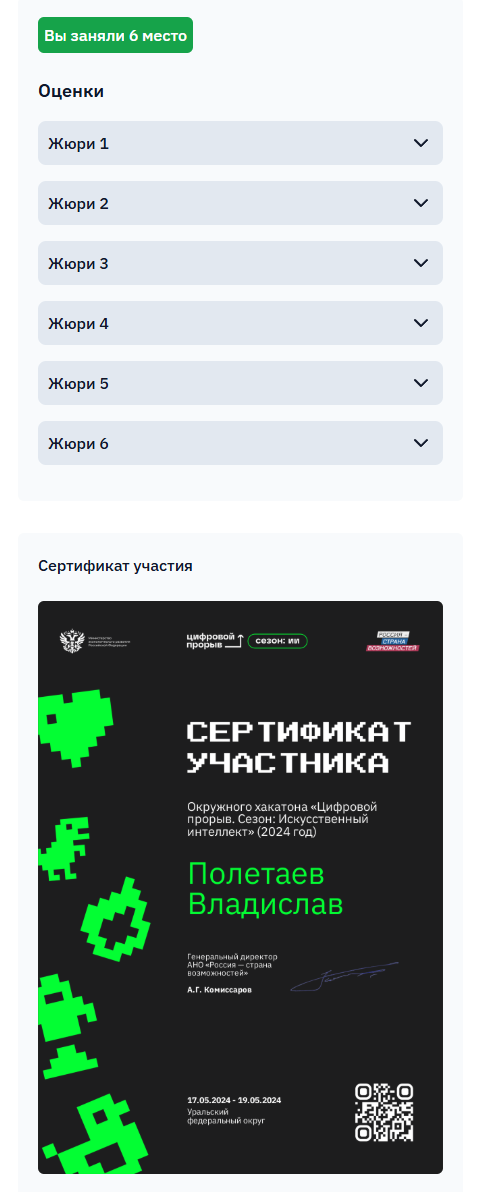 Вы заняли 6 место
Оценки
Жюри 1
Жюри 2
Жюри 3
Жюри 4
Жюри 5
Жюри 6
Сертификат участия
цифровой
прорыв
сезон: ии
РОССИЯ —
СТРАНА
ВОЗМОЖНОСТЕЙ
СЕРТИФИКАТ
УЧАСТНИКА
Окружного хакатона «Цифровой
прорыв. Сезон: Искусственный
интеллект» (2024 год)
Полетаев
Владислав
Генеральный директор
АНО «Россия — страна
возможностей»
А.Г. Комиссаров
17.05.2024 - 19.05.2024
Уральский
федеральный округ